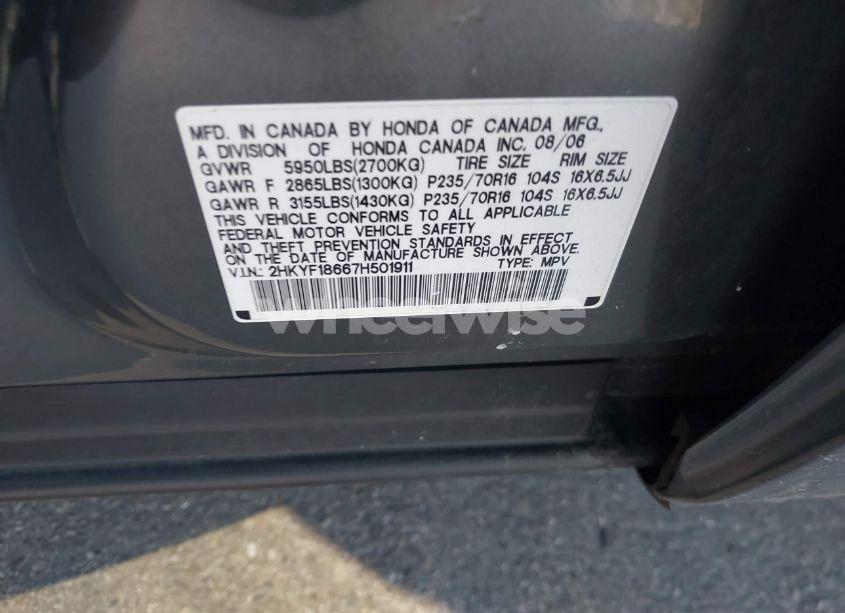 MFD. IN CANADA BY HONDA OF CANADA MFG.,
A DIVISION OF HONDA CANADA INC. 08/06
GVWR 5950LBS(2700KG) TIRE SIZE RIM SIZE
GAWR F 2865LBS(1300KG) P235/70R16 104S 16X6.5JJ
GAWR R 3155LBS(1430KG) P235/70R16 104S 16X6.5JJ
THIS VEHICLE CONFORMS TO ALL APPLICABLE
FEDERAL MOTOR VEHICLE SAFETY
AND THEFT PREVENTION STANDARDS IN EFFECT
ON THE DATE OF MANUFACTURE SHOWN ABOVE.
V.I.N.: 2HKYF18667H501911 TYPE: MPV
wheelwise